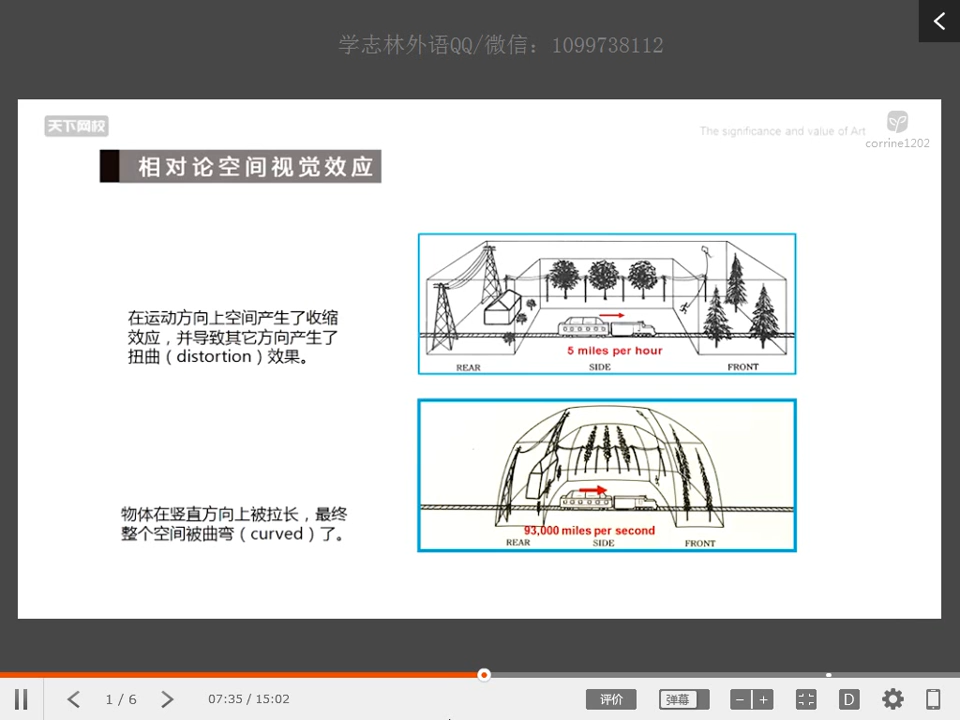 学志林外语QQ/微信：1099738112
天下网校
The significance and value of Art
corrine1202
相对论空间视觉效应
在运动方向上空间产生了收缩
效应，并导致其它方向产生了
扭曲（distortion）效果。
5 miles per hour
REAR SIDE FRONT
物体在竖直方向上被拉长，最终
整个空间被曲弯（curved）了。
93,000 miles per second
REAR SIDE FRONT
1 / 6 07:35 / 15:02 评价 弹幕 D